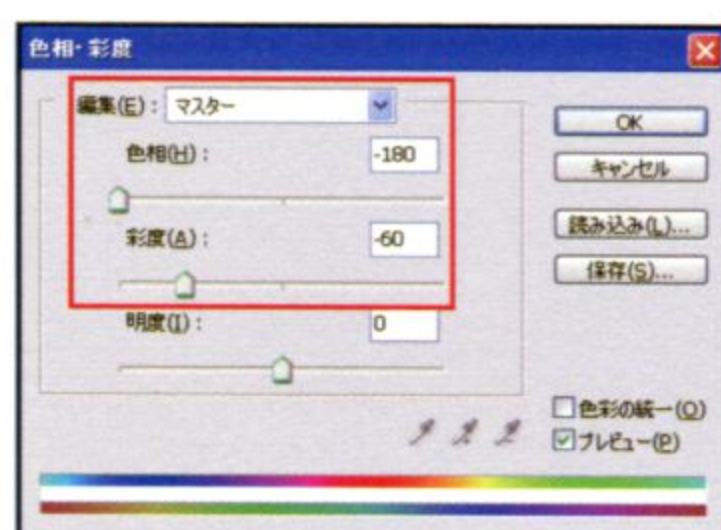 色相・彩度
編集(E): マスター
色相(H): -180
彩度(A): -60
明度(I): 0
OK
キャンセル
読み込み(L)...
保存(S)...
色彩の統一(O)
プレビュー(P)